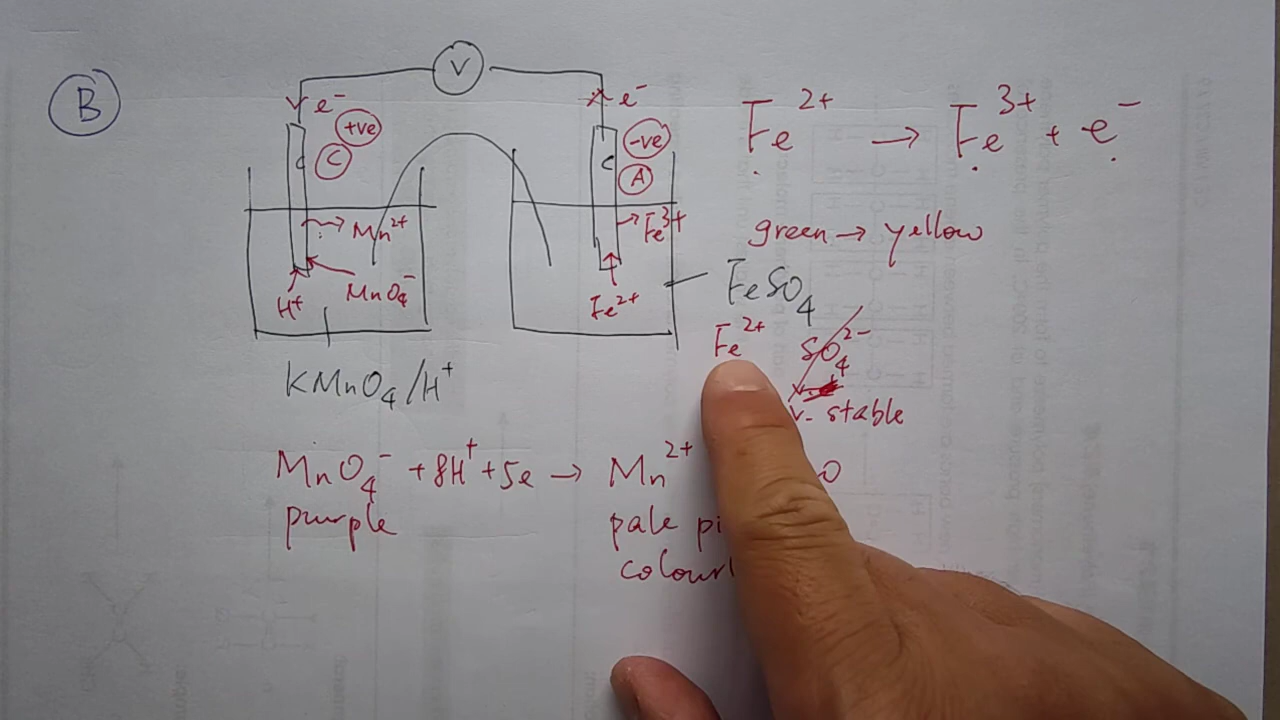 B
V
e⁻
e⁻
+ve
-ve
C
A
C
C
Fe²⁺ → Fe³⁺ + e⁻
Mn²⁺
Fe³⁺
green → yellow
H⁺
MnO₄⁻
Fe²⁺
FeSO₄
Fe²⁺ SO₄²⁻
v. stable
KMnO₄/H⁺
MnO₄⁻ + 8H⁺ + 5e → Mn²⁺ O
purple
pale pi
colour